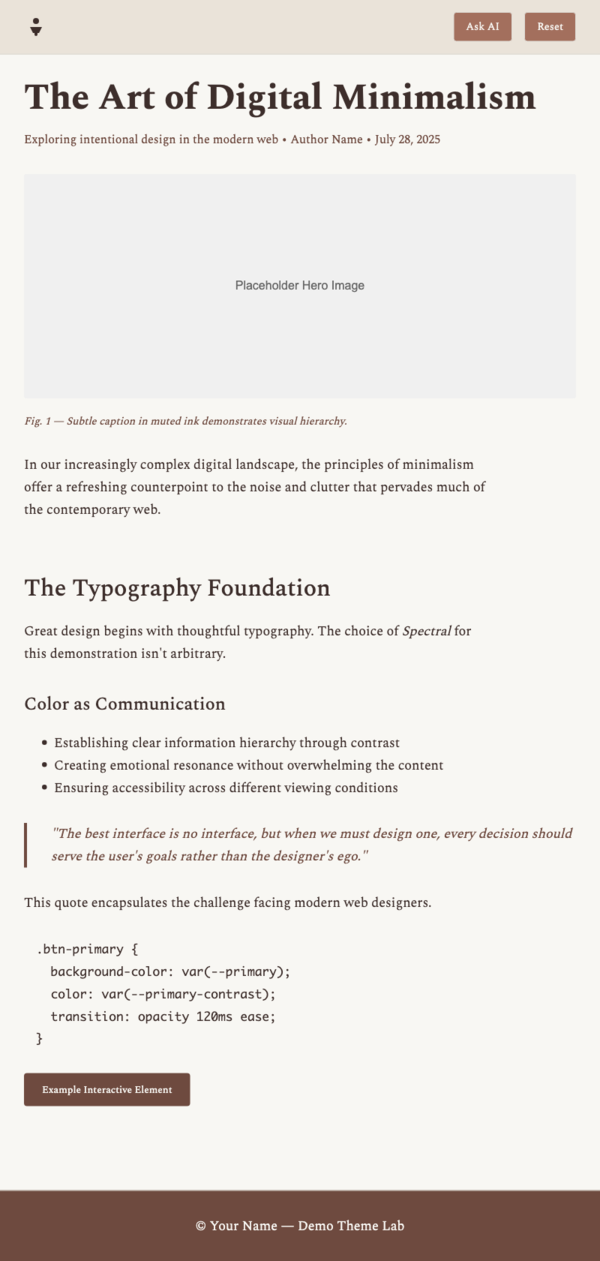 Ask AI
Reset
The Art of Digital Minimalism
Exploring intentional design in the modern web • Author Name • July 28, 2025
Placeholder Hero Image
Fig. 1 — Subtle caption in muted ink demonstrates visual hierarchy.
In our increasingly complex digital landscape, the principles of minimalism
offer a refreshing counterpoint to the noise and clutter that pervades much of
the contemporary web.
The Typography Foundation
Great design begins with thoughtful typography. The choice of Spectral for
this demonstration isn't arbitrary.
Color as Communication
• Establishing clear information hierarchy through contrast
• Creating emotional resonance without overwhelming the content
• Ensuring accessibility across different viewing conditions
"The best interface is no interface, but when we must design one, every decision should
serve the user's goals rather than the designer's ego."
This quote encapsulates the challenge facing modern web designers.
.btn-primary {
  background-color: var(--primary);
  color: var(--primary-contrast);
  transition: opacity 120ms ease;
}
Example Interactive Element
© Your Name — Demo Theme Lab